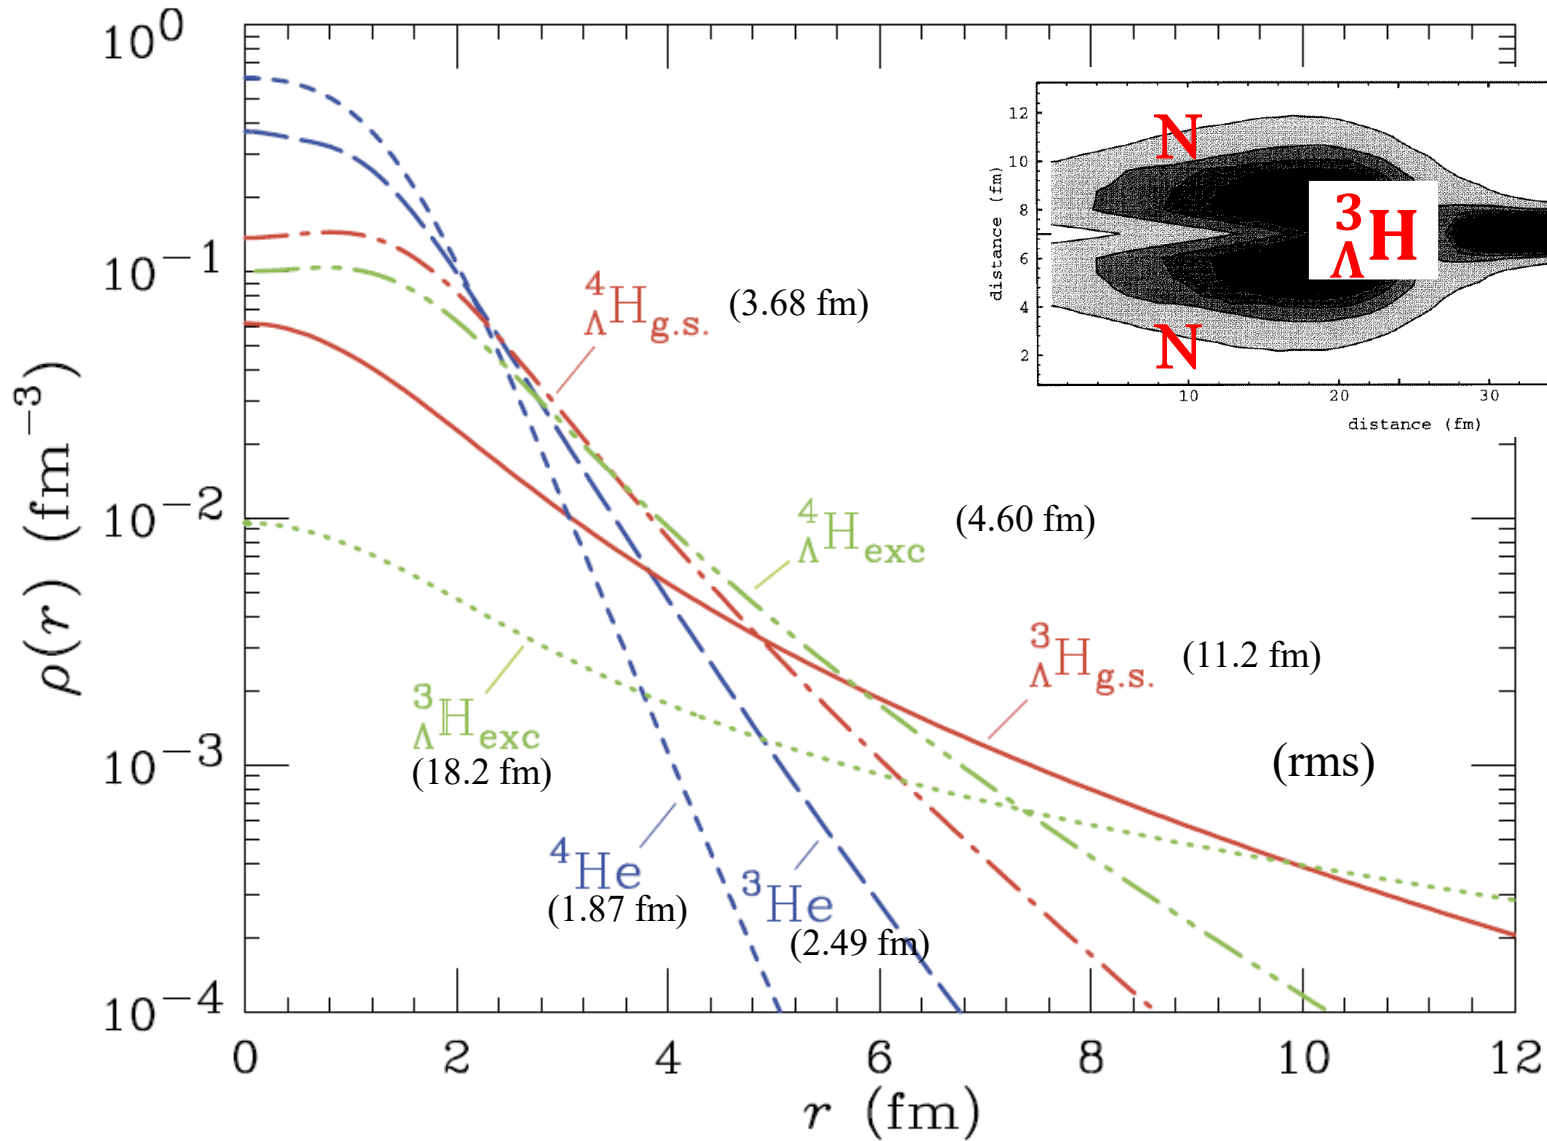 ρ(r) (fm⁻³)
10⁰
10⁻¹
10⁻²
10⁻³
10⁻⁴
⁴ΛHg.s. (3.68 fm)
⁴ΛHexc (4.60 fm)
³ΛHg.s. (11.2 fm)
(rms)
³ΛHexc
(18.2 fm)
⁴He
(1.87 fm)
³He
(2.49 fm)
0 2 4 6 8 10 12
r (fm)
distance (fm)
12
10
8
6
4
2
N
³ΛH
N
10 20 30
distance (fm)